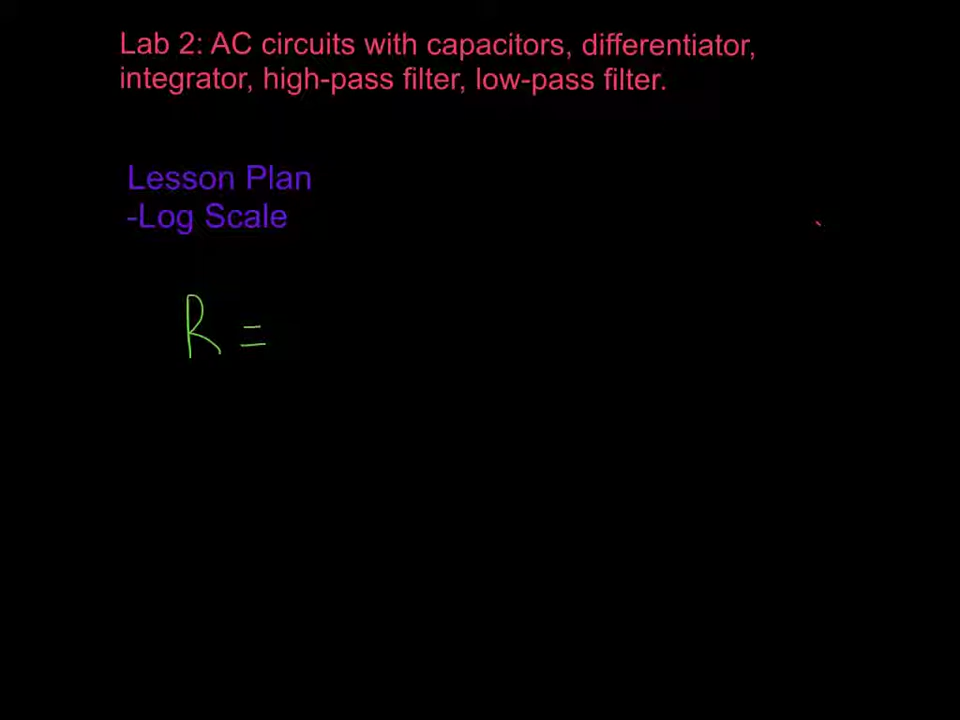 Lab 2: AC circuits with capacitors, differentiator,
integrator, high-pass filter, low-pass filter.
Lesson Plan
-Log Scale
R =